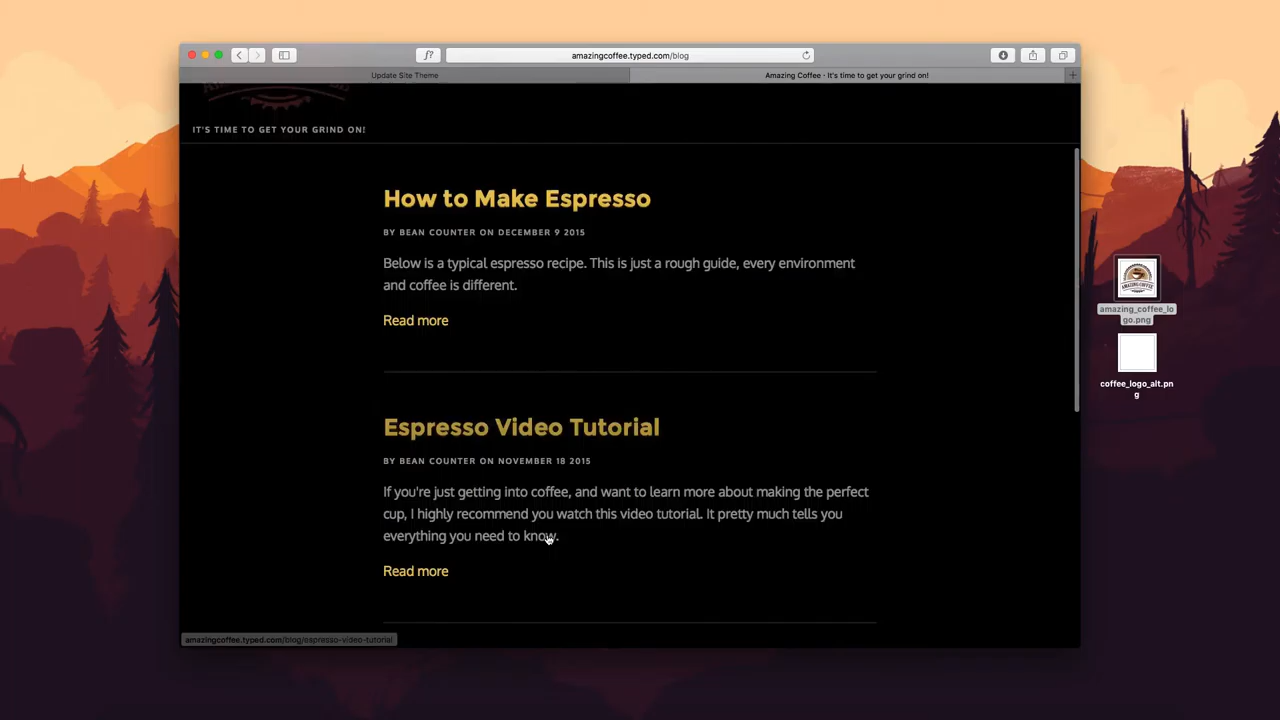 f?
amazingcoffee.typed.com/blog
Update Site Theme
Amazing Coffee - It's time to get your grind on!
IT'S TIME TO GET YOUR GRIND ON!
How to Make Espresso
BY BEAN COUNTER ON DECEMBER 9 2015
Below is a typical espresso recipe. This is just a rough guide, every environment
and coffee is different.
Read more
amazing_coffee_lo
go.png
coffee_logo_alt.pn
g
Espresso Video Tutorial
BY BEAN COUNTER ON NOVEMBER 18 2015
If you're just getting into coffee, and want to learn more about making the perfect
cup, I highly recommend you watch this video tutorial. It pretty much tells you
everything you need to know.
Read more
amazingcoffee.typed.com/blog/espresso-video-tutorial